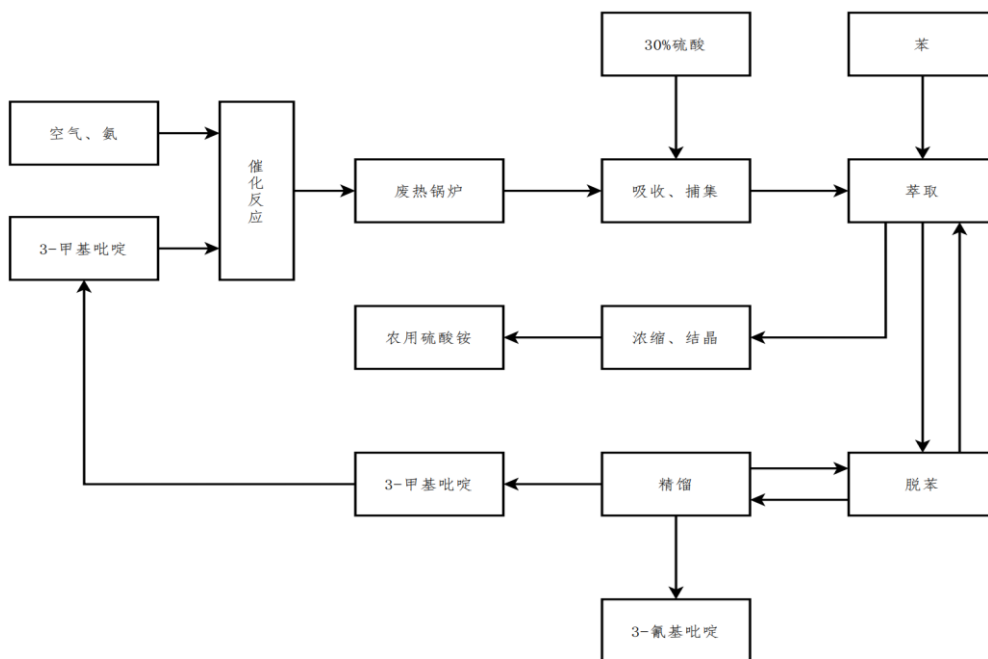 30%硫酸
苯
空气、氨
催化反应
废热锅炉
吸收、捕集
萃取
3-甲基吡啶
农用硫酸铵
浓缩、结晶
3-甲基吡啶
精馏
脱苯
3-氰基吡啶